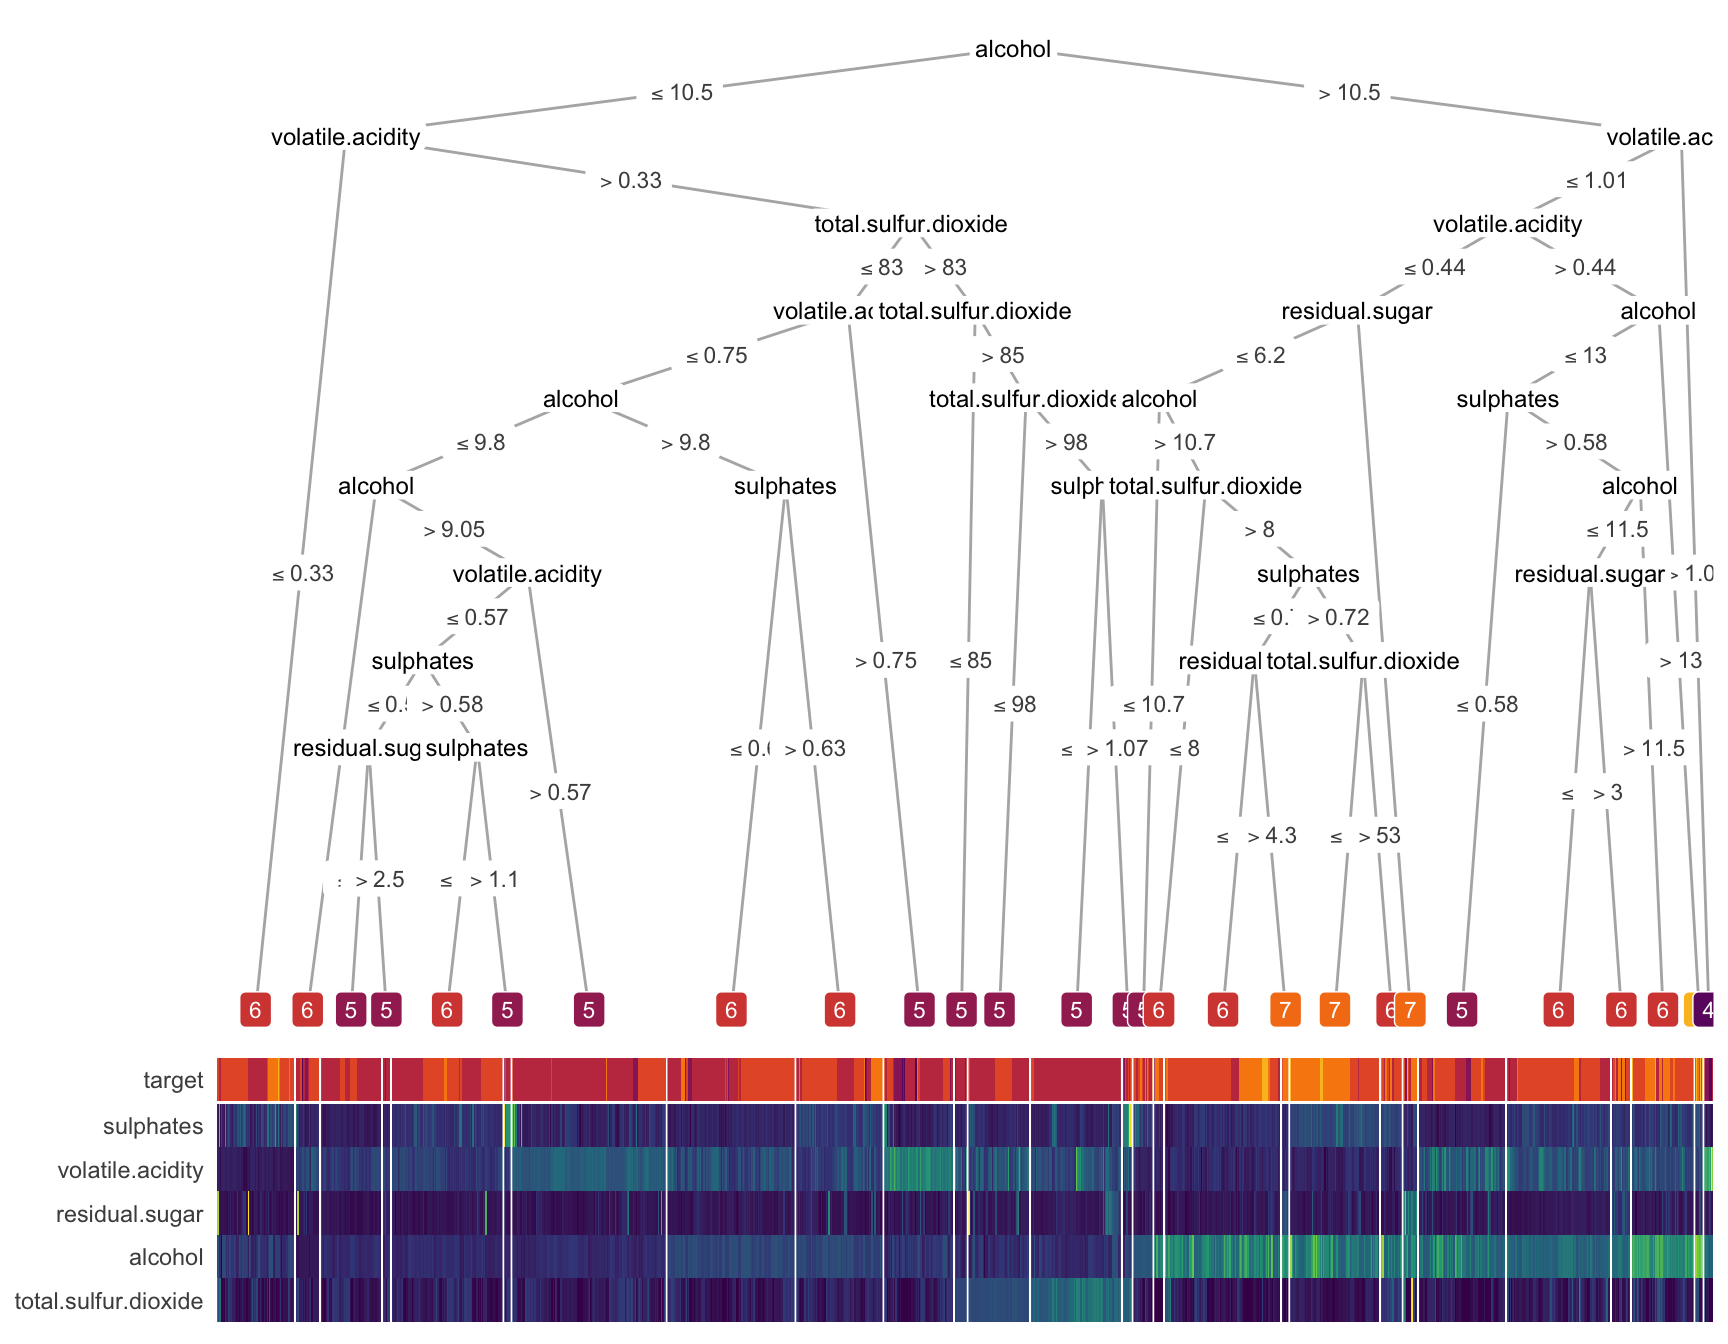 alcohol
≤ 10.5 > 10.5
volatile.acidity volatile.ac
> 0.33 ≤ 1.01
total.sulfur.dioxide volatile.acidity
≤ 83 > 83 ≤ 0.44 > 0.44
volatile.ac total.sulfur.dioxide residual.sugar alcohol
≤ 0.75 > 85 ≤ 6.2 ≤ 13
alcohol total.sulfur.dioxide alcohol sulphates
≤ 9.8 > 9.8 > 98 > 10.7 > 0.58
alcohol sulphates sulph total.sulfur.dioxide alcohol
> 9.05 > 8 ≤ 11.5
≤ 0.33 volatile.acidity sulphates residual.sugar > 1.0
≤ 0.57 ≤ 0. > 0.72
sulphates > 0.75 ≤ 85 residual total.sulfur.dioxide > 13
≤ 0. > 0.58 ≤ 98 ≤ 10.7 ≤ 0.58
residual.sug sulphates ≤ 0. > 0.63 ≤ > 1.07 ≤ 8 > 11.5
> 0.57 ≤ > 3
≤ > 4.3 ≤ > 53
> 2.5 ≤ > 1.1
6 6 5 5 6 5 5 6 6 5 5 5 5 5 5 6 6 7 7 6 7 5 6 6 6 4
target
sulphates
volatile.acidity
residual.sugar
alcohol
total.sulfur.dioxide